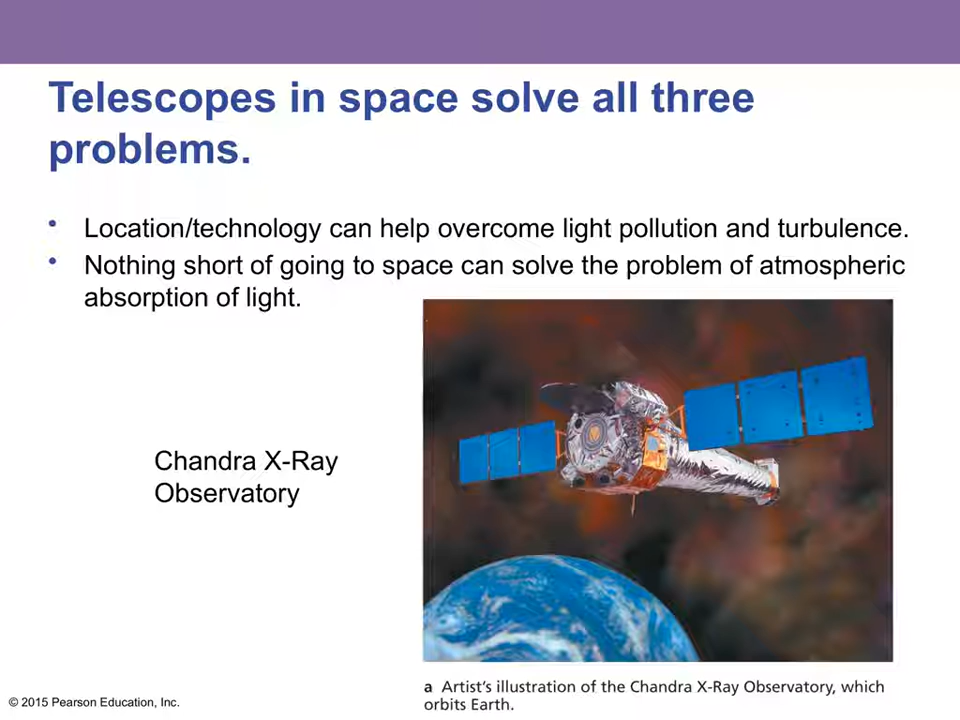 Telescopes in space solve all three
problems.
• Location/technology can help overcome light pollution and turbulence.
• Nothing short of going to space can solve the problem of atmospheric
absorption of light.
Chandra X-Ray
Observatory
a Artist's illustration of the Chandra X-Ray Observatory, which
orbits Earth.
© 2015 Pearson Education, Inc.